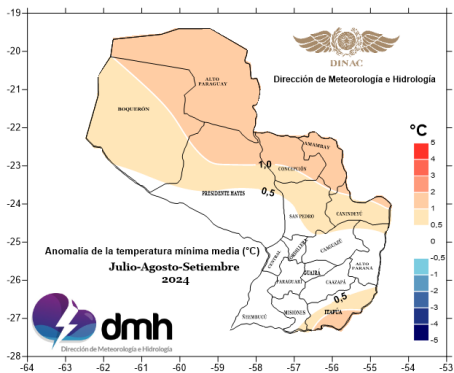 DINAC
Dirección de Meteorología e Hidrología
-19
-20
-21
-22
-23
-24
-25
-26
-27
-28
ALTO
PARAGUAY
BOQUERÓN
AMAMBAY
1,0
CONCEPCIÓN
PRESIDENTE HAYES
0,5
SAN PEDRO
CANINDEYÚ
CORDILLERA
CAAGUAZÚ
CENTRAL
ALTO
PARANÁ
GUAIRÁ
PARAGUARÍ
CAAZAPÁ
ÑEEMBUCÚ
MISIONES
0,5
ITAPÚA
°C
5
4
3
2
1
0,5
0
-0,5
-1
-2
-3
-4
-5
Anomalía de la temperatura mínima media (°C)
Julio-Agosto-Setiembre
2024
dmh
Dirección de Meteorología e Hidrología
-64 -63 -62 -61 -60 -59 -58 -57 -56 -55 -54